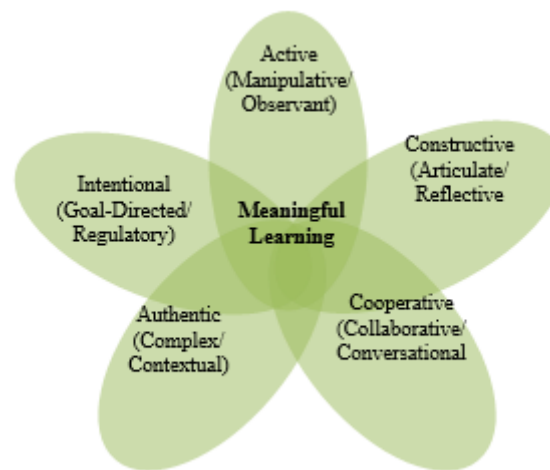 Active
(Manipulative/
Observant)
Constructive
(Articulate/
Reflective
Intentional
(Goal-Directed/
Regulatory)
Meaningful
Learning
Cooperative
(Collaborative/
Conversational
Authentic
(Complex/
Contextual)